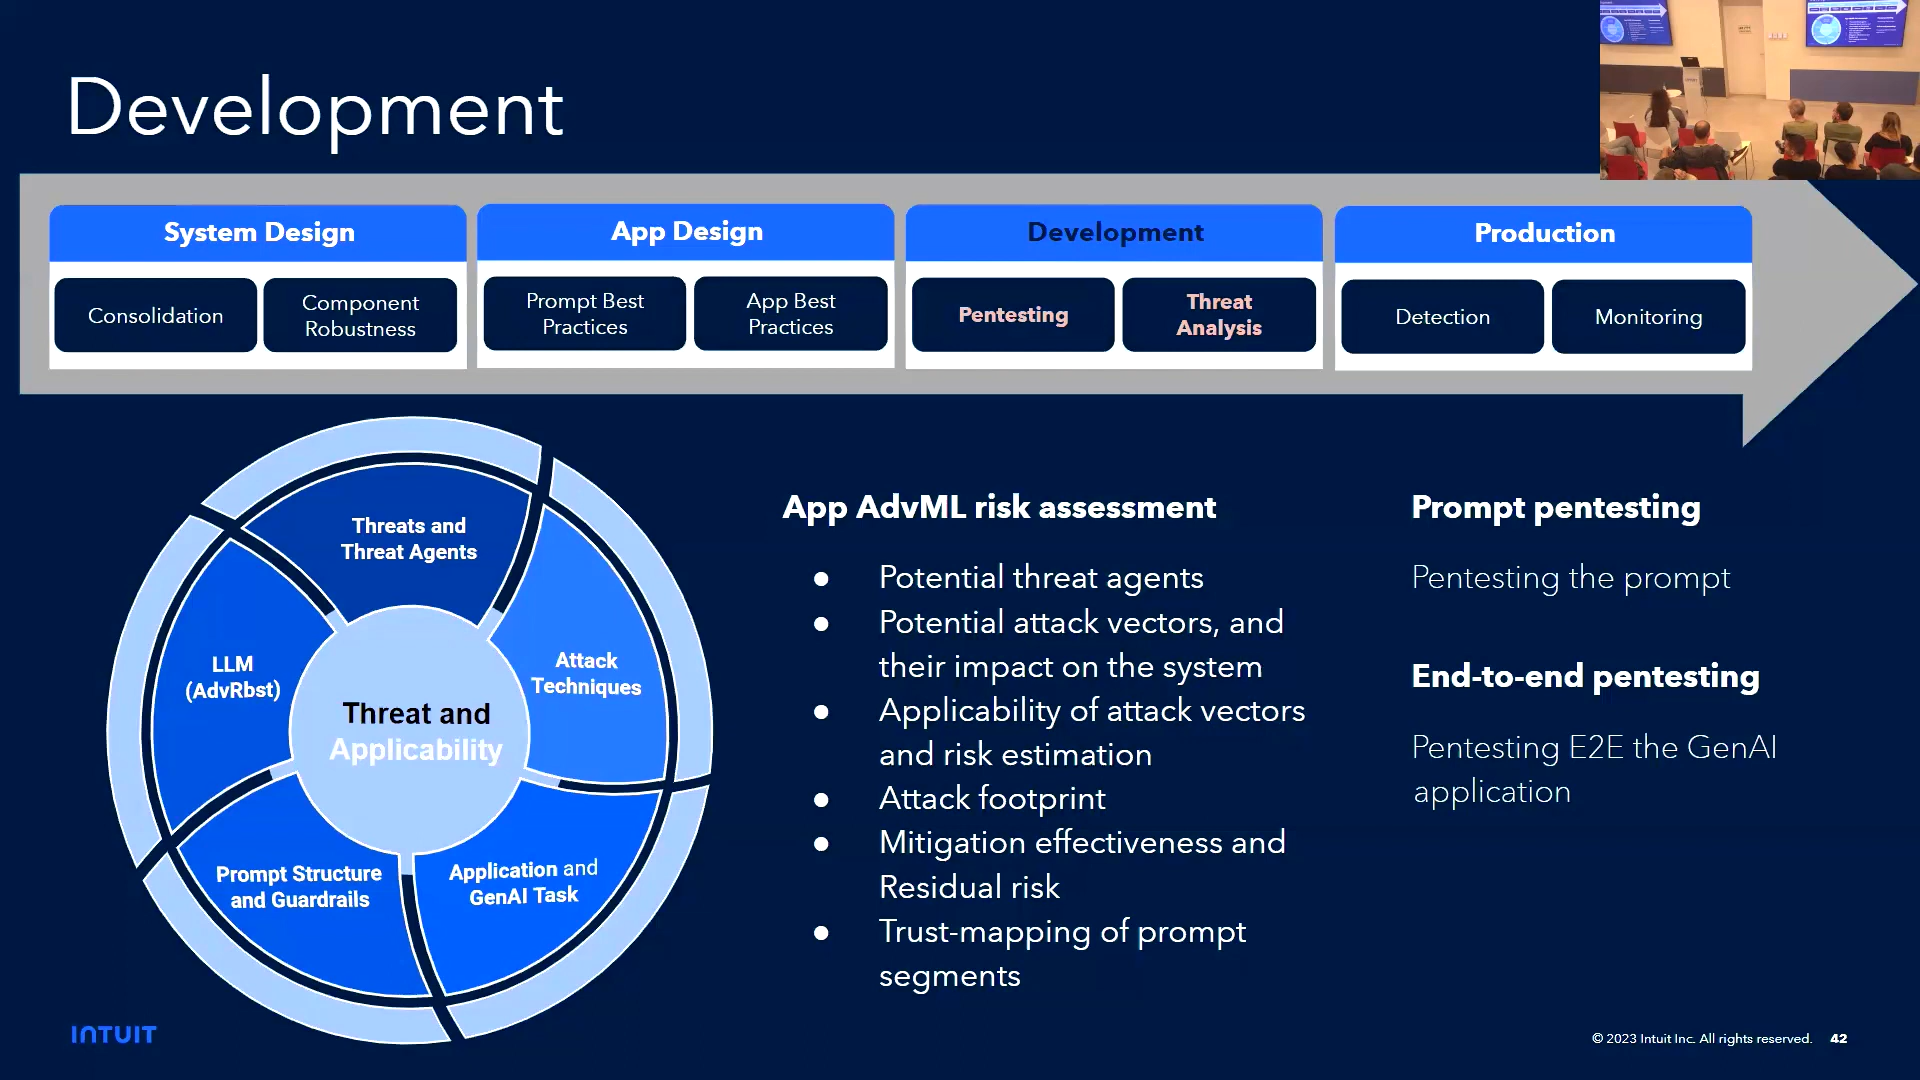 Development
System Design
App Design
Development
Production
Consolidation
Component
Robustness
Prompt Best
Practices
App Best
Practices
Pentesting
Threat
Analysis
Detection
Monitoring
Threats and
Threat Agents
Attack
Techniques
Application and
GenAI Task
Prompt Structure
and Guardrails
LLM
(AdvRbst)
Threat and
Applicability
App AdvML risk assessment
● Potential threat agents
● Potential attack vectors, and
their impact on the system
● Applicability of attack vectors
and risk estimation
● Attack footprint
● Mitigation effectiveness and
Residual risk
● Trust-mapping of prompt
segments
Prompt pentesting
Pentesting the prompt
End-to-end pentesting
Pentesting E2E the GenAI
application
INTUIT
© 2023 Intuit Inc. All rights reserved. 42